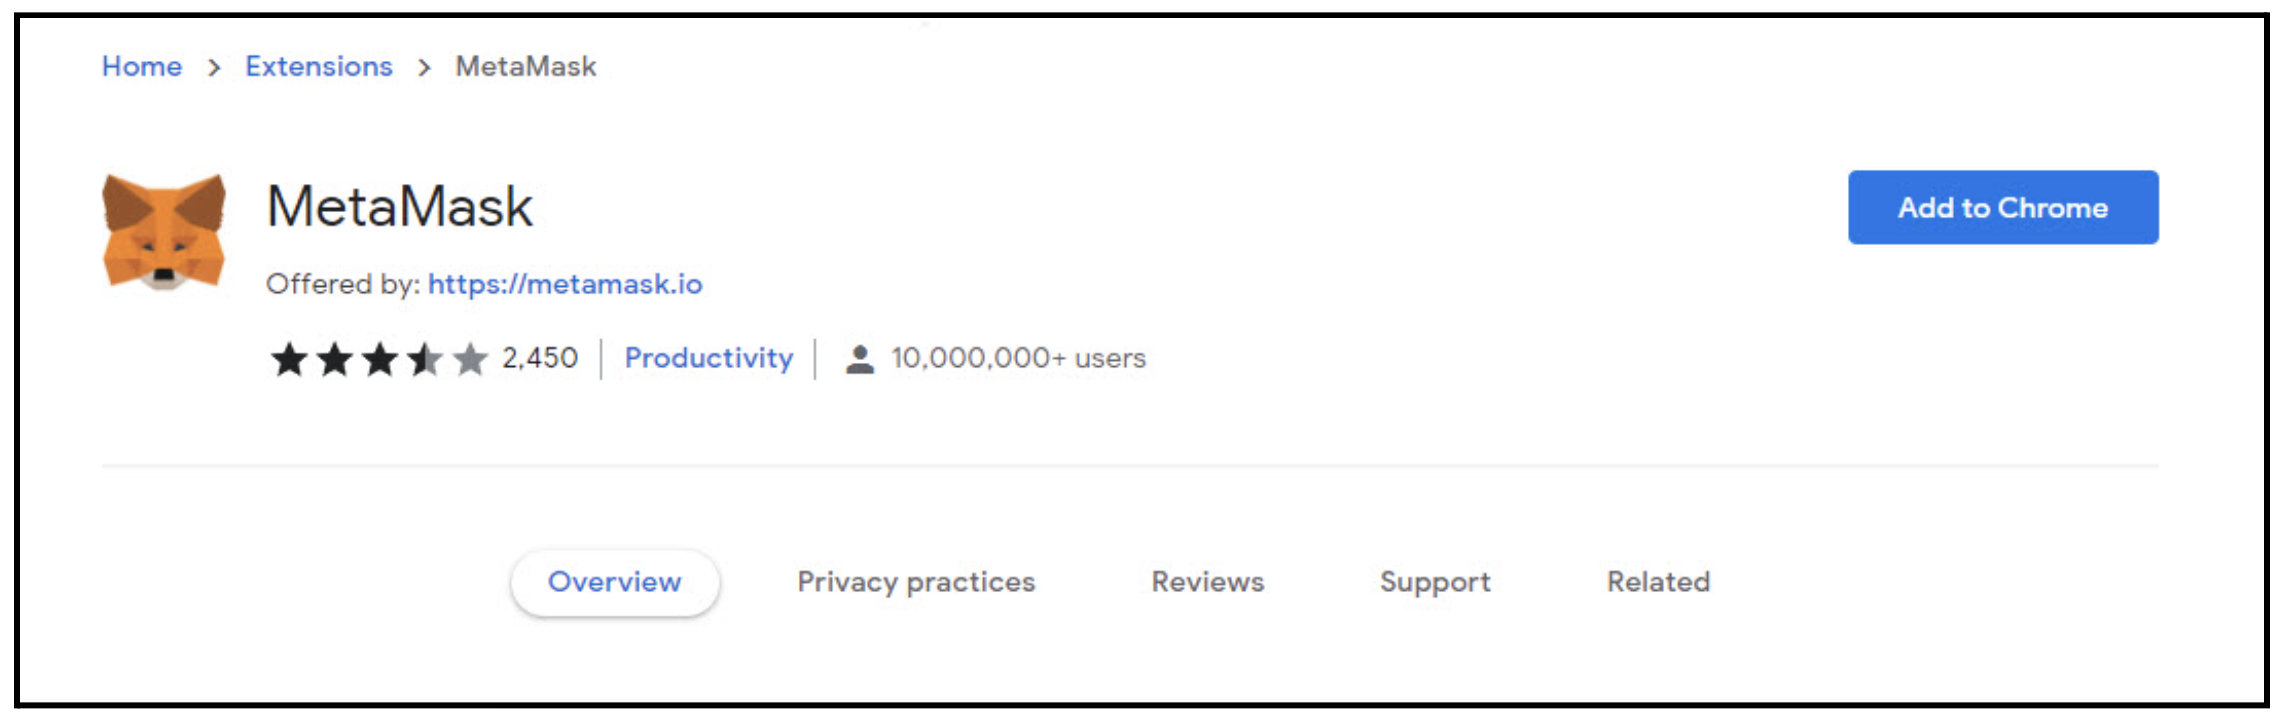 Home > Extensions > MetaMask
MetaMask
Add to Chrome
Offered by: https://metamask.io
2,450 | Productivity | 10,000,000+ users
Overview Privacy practices Reviews Support Related